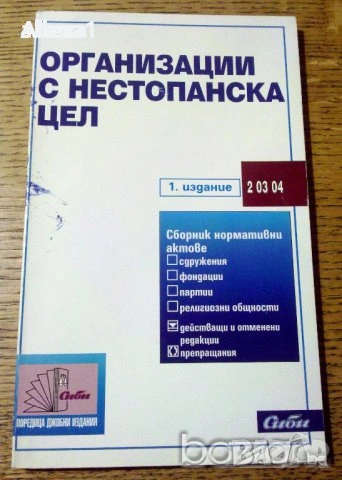 ОРГАНИЗАЦИИ
С НЕСТОПАНСКА
ЦЕЛ
1. издание
2 03 04
Сборник нормативни
актове
сдружения
фондации
партии
религиозни общности
действащи и отменени
редакции
препращания
Сиби
ПОРЕДИЦА ДЖОБНИ ИЗДАНИЯ
Сиби